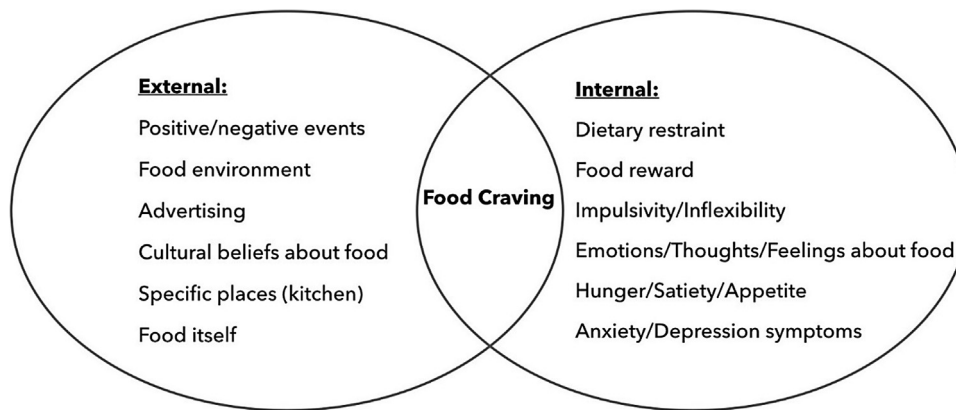 External:
Positive/negative events
Food environment
Advertising
Cultural beliefs about food
Specific places (kitchen)
Food itself
Food Craving
Internal:
Dietary restraint
Food reward
Impulsivity/Inflexibility
Emotions/Thoughts/Feelings about food
Hunger/Satiety/Appetite
Anxiety/Depression symptoms